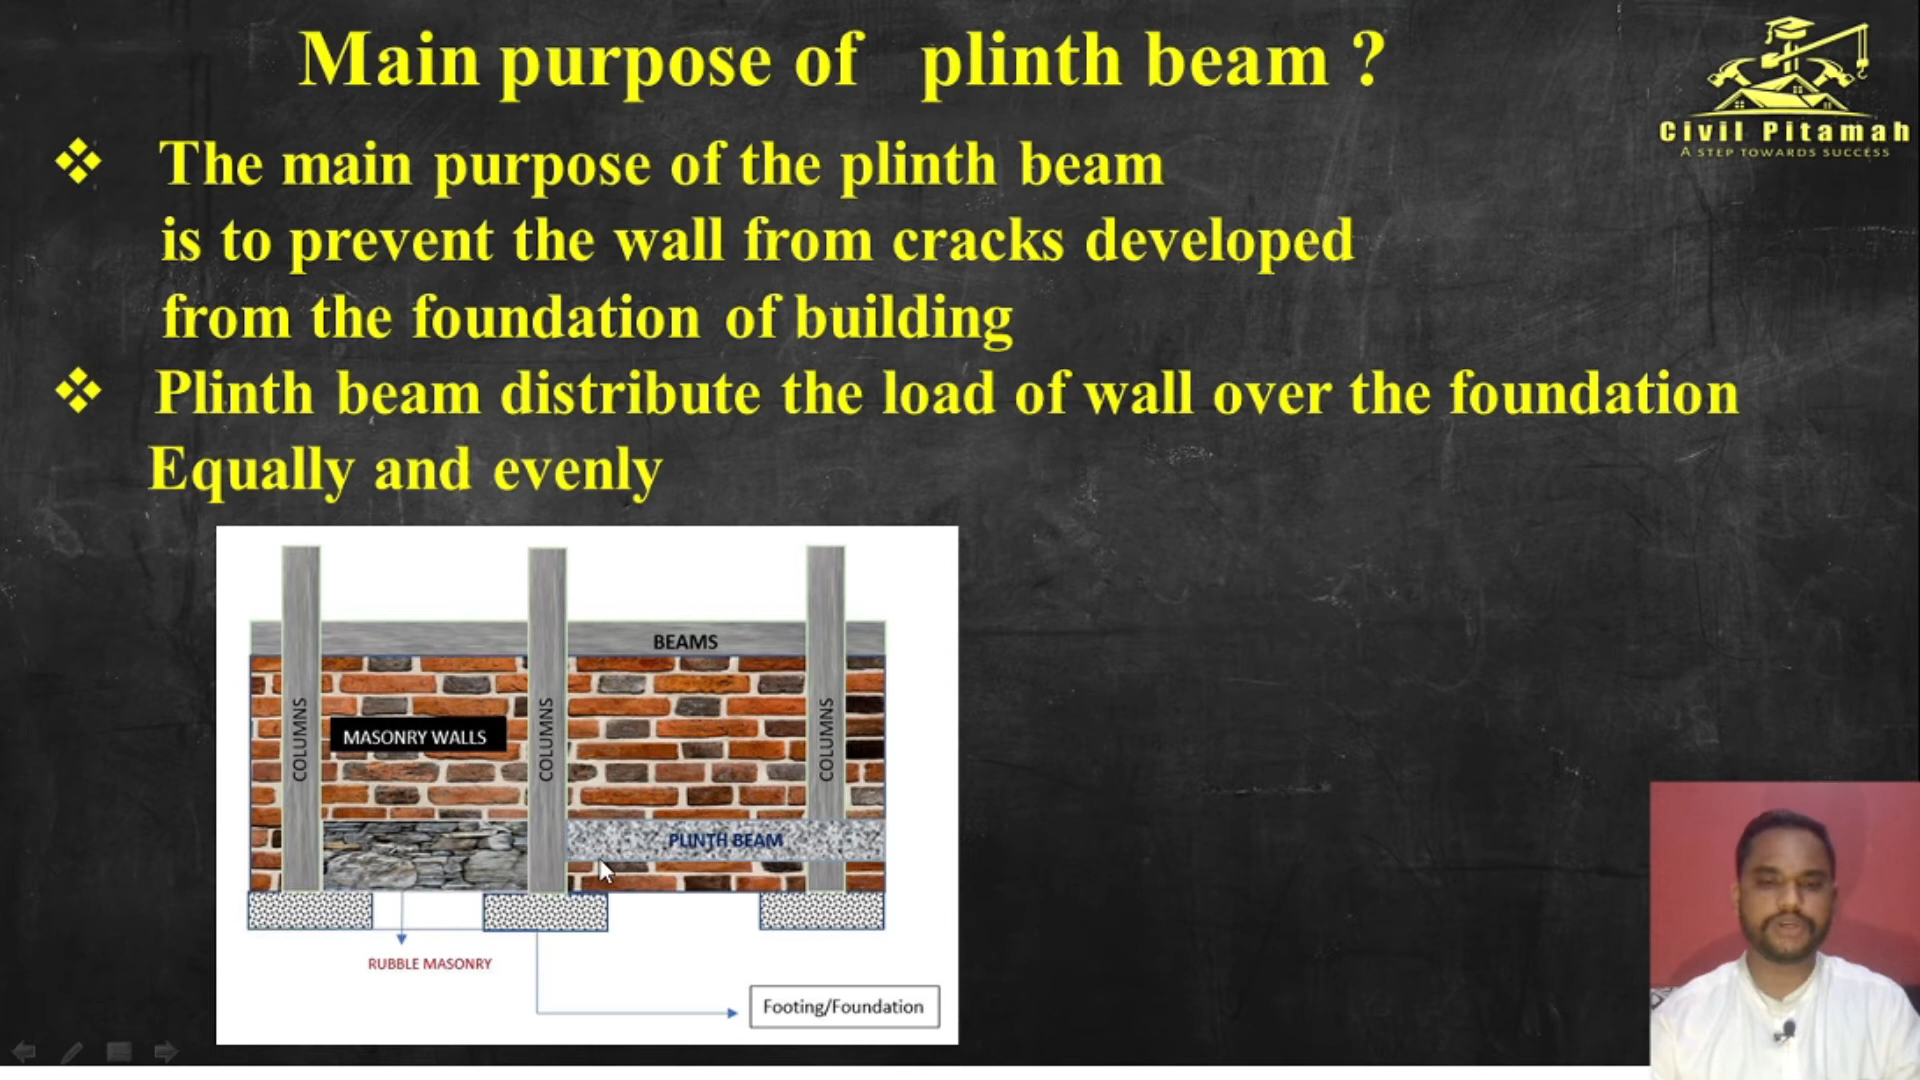 Main purpose of plinth beam ?
Civil Pitamah
A STEP TOWARDS SUCCESS
The main purpose of the plinth beam
is to prevent the wall from cracks developed
from the foundation of building
Plinth beam distribute the load of wall over the foundation
Equally and evenly
BEAMS
COLUMNS
MASONRY WALLS
COLUMNS
COLUMNS
PLINTH BEAM
RUBBLE MASONRY
Footing/Foundation